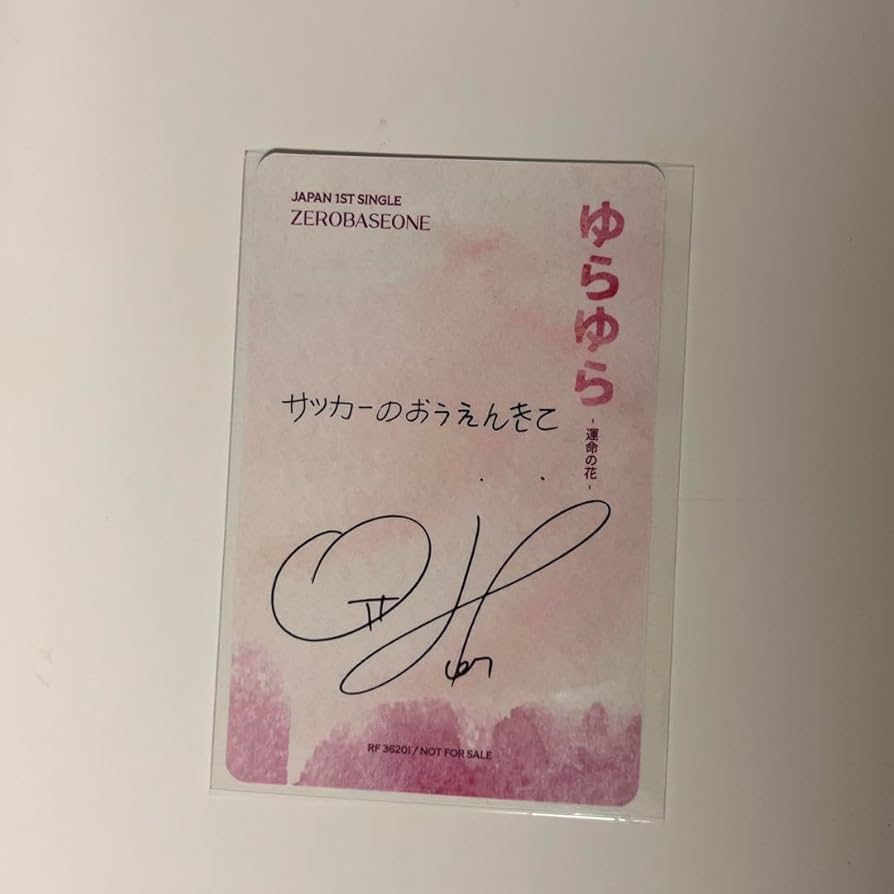 JAPAN 1ST SINGLE
ZEROBASEONE
ゆらゆら
- 運命の花 -
サッカーのおうえんきて
RF 36201 / NOT FOR SALE